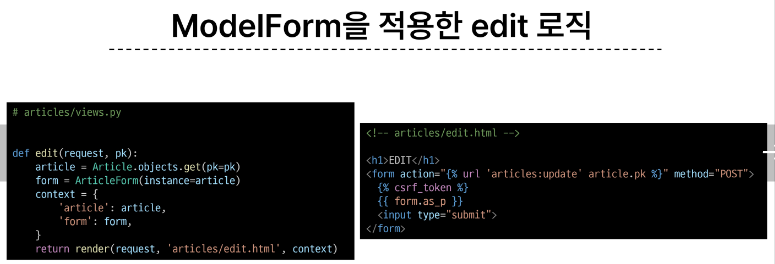 ModelForm을 적용한 edit 로직
# articles/views.py
def edit(request, pk):
    article = Article.objects.get(pk=pk)
    form = ArticleForm(instance=article)
    context = {
        'article': article,
        'form': form,
    }
    return render(request, 'articles/edit.html', context)
<!-- articles/edit.html -->
<h1>EDIT</h1>
<form action="{% url 'articles:update' article.pk %}" method="POST">
  {% csrf_token %}
  {{ form.as_p }}
  <input type="submit">
</form>